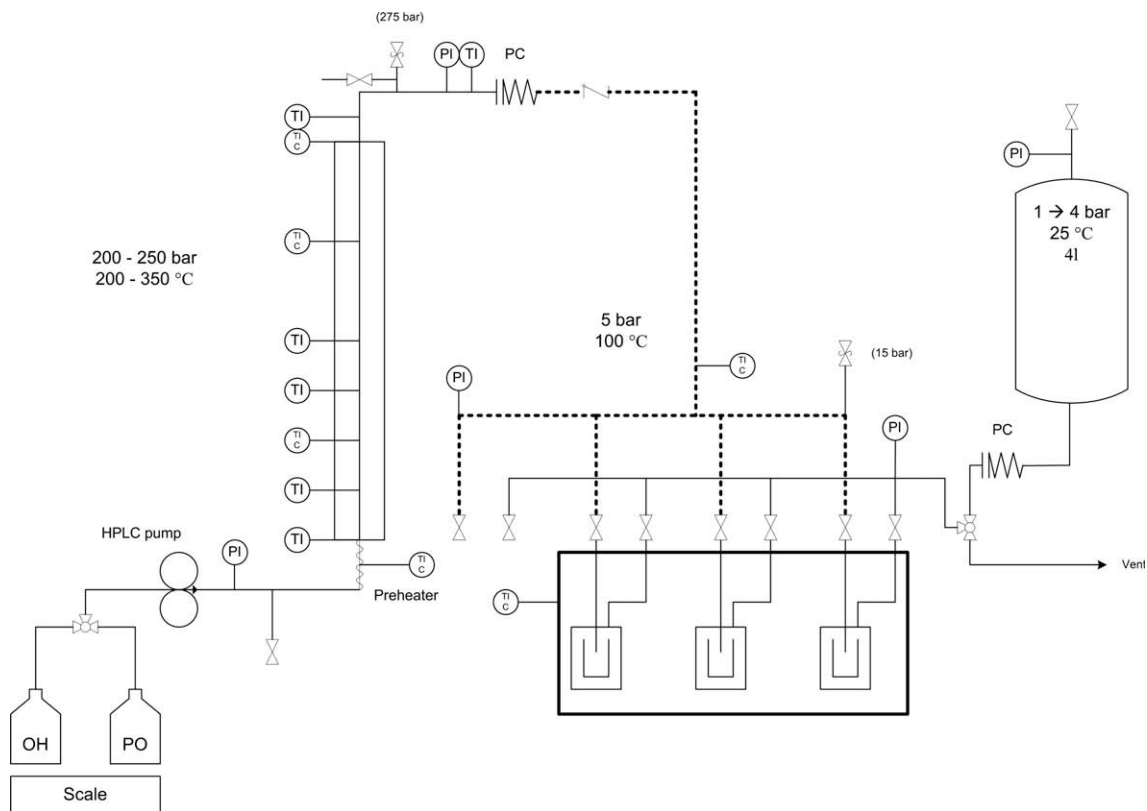 (275 bar)
PI
TI
PC
TI
TI
C
PI
1 → 4 bar
25 °C
4l
TI
C
200 - 250 bar
200 - 350 °C
5 bar
100 °C
TI
(15 bar)
TI
C
PI
TI
PC
PI
TI
C
TI
HPLC pump
TI
PI
TI
C
Vent
Preheater
TI
C
OH
PO
Scale